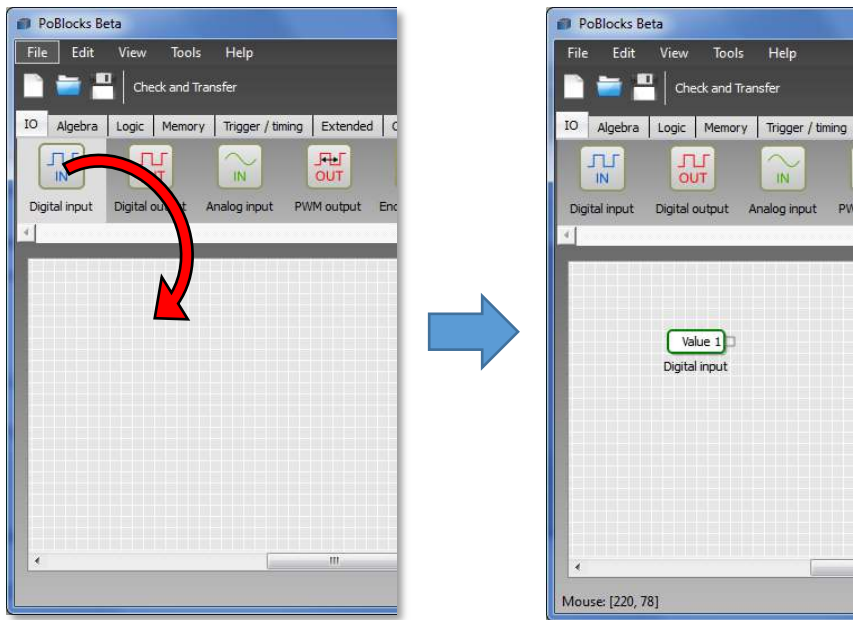 PoBlocks Beta
File Edit View Tools Help
Check and Transfer
IO Algebra Logic Memory Trigger / timing Extended
IN IN OUT
Digital input Digital output Analog input PWM output
PoBlocks Beta
File Edit View Tools Help
Check and Transfer
IO Algebra Logic Memory Trigger / timing
IN OUT IN
Digital input Digital output Analog input
Value 1
Digital input
Mouse: [220, 78]